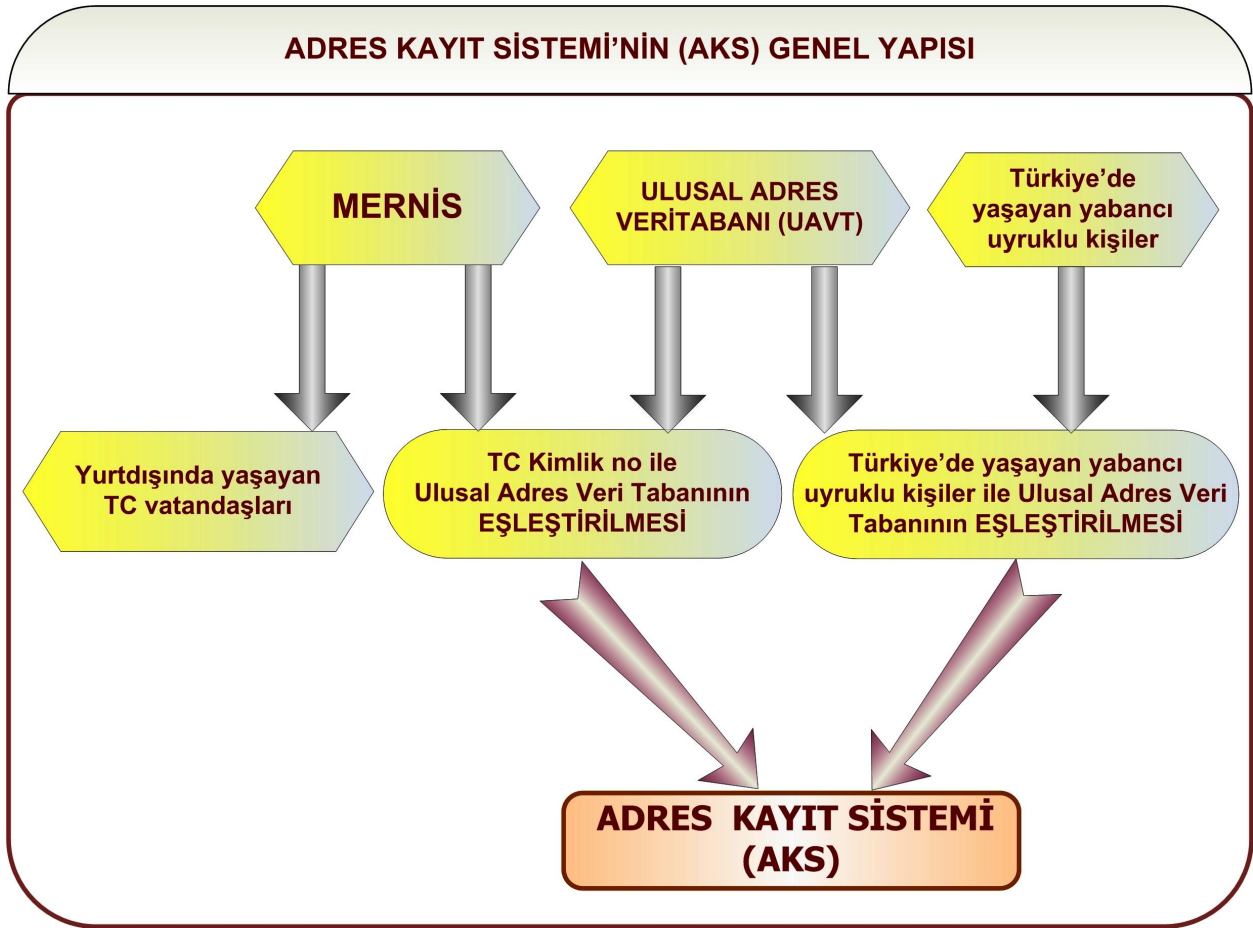 ADRES KAYIT SİSTEMİ’NİN (AKS) GENEL YAPISI
MERNİS
ULUSAL ADRES
VERİTABANI (UAVT)
Türkiye’de
yaşayan yabancı
uyruklu kişiler
Yurtdışında yaşayan
TC vatandaşları
TC Kimlik no ile
Ulusal Adres Veri Tabanının
EŞLEŞTİRİLMESİ
Türkiye’de yaşayan yabancı
uyruklu kişiler ile Ulusal Adres Veri
Tabanının EŞLEŞTİRİLMESİ
ADRES KAYIT SİSTEMİ
(AKS)